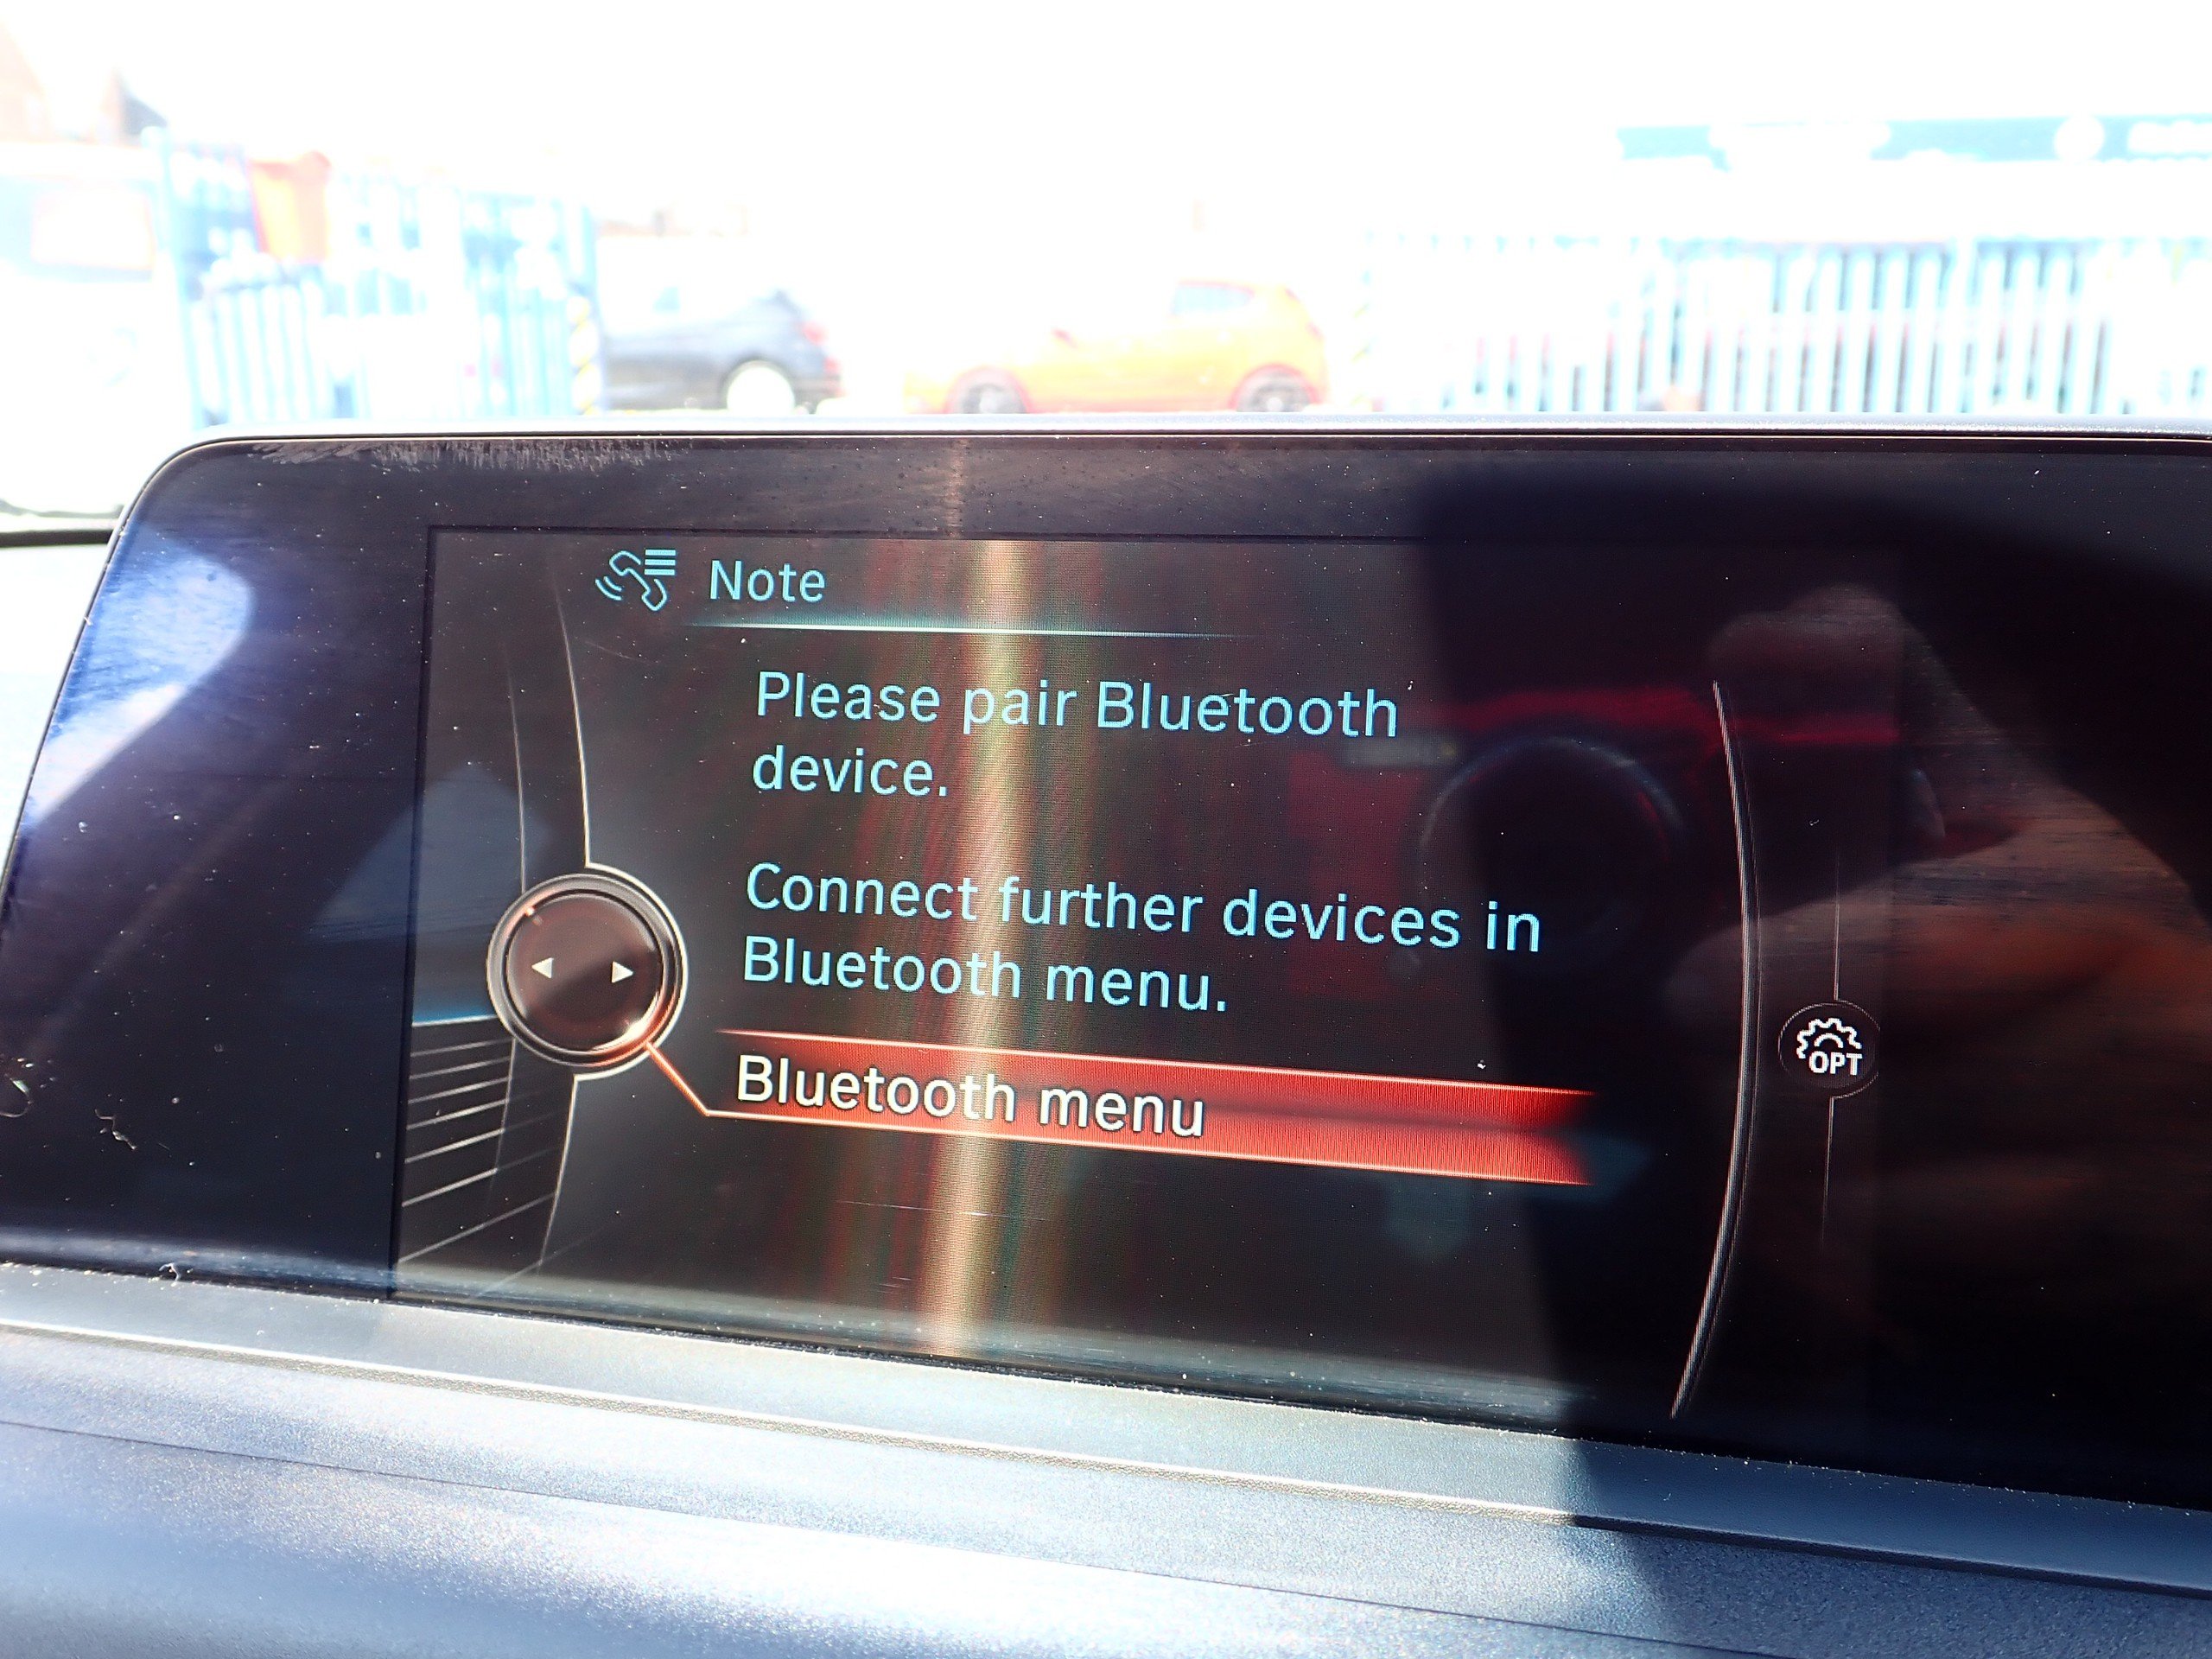 Note
Please pair Bluetooth
device.
Connect further devices in
Bluetooth menu.
Bluetooth menu
OPT